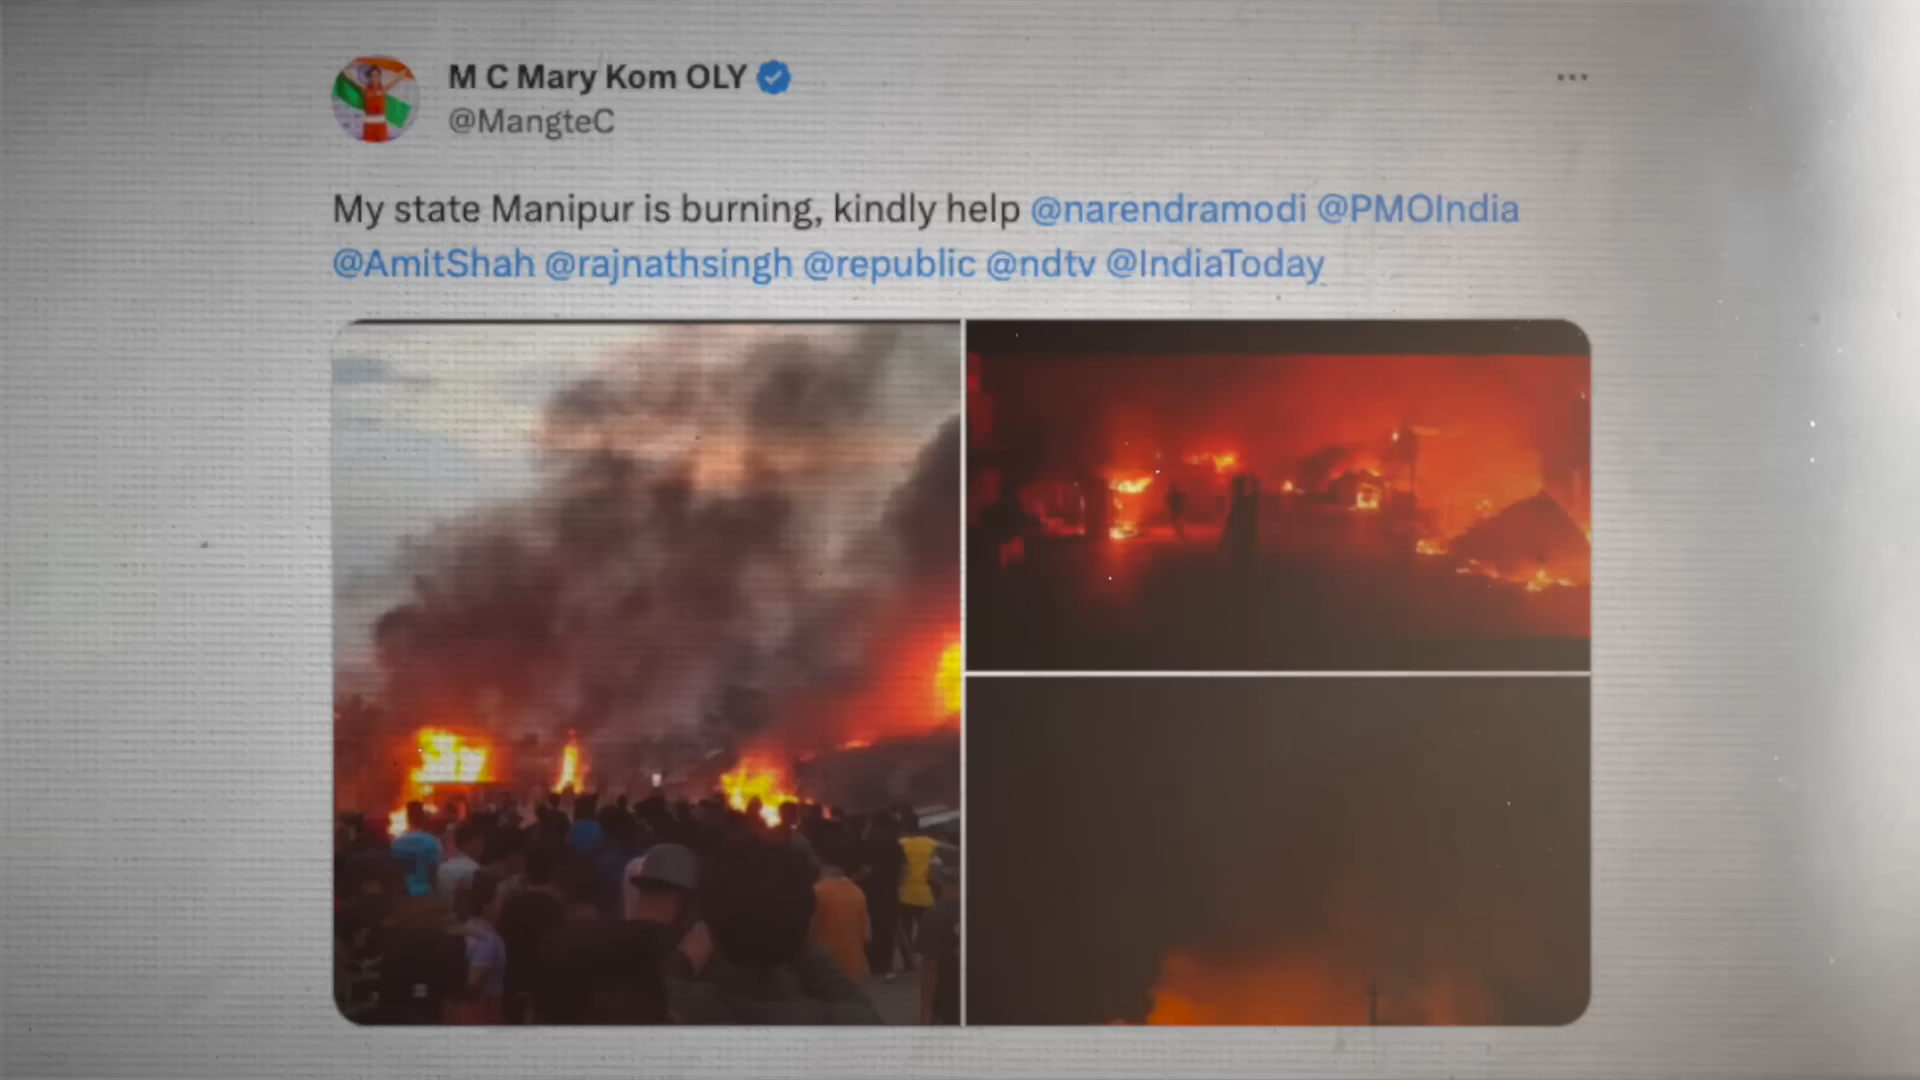 M C Mary Kom OLY
@MangteC
My state Manipur is burning, kindly help @narendramodi @PMOIndia
@AmitShah @rajnathsingh @republic @ndtv @IndiaToday